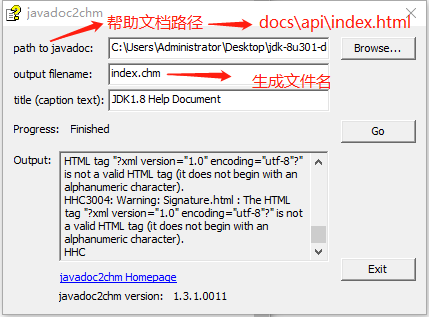 javadoc2chm
帮助文档路径
docs\api\index.html
path to javadoc:
C:\Users\Administrator\Desktop\jdk-8u301-d
Browse...
output filename:
index.chm
生成文件名
title (caption text):
JDK1.8 Help Document
Progress:
Finished
Go
Output:
HTML tag "?xml version="1.0" encoding="utf-8"?"
is not a valid HTML tag (it does not begin with an
alphanumeric character).
HHC3004: Warning: Signature.html : The HTML
tag "?xml version="1.0" encoding="utf-8"?" is not
a valid HTML tag (it does not begin with an
alphanumeric character).
HHC
Exit
javadoc2chm Homepage
javadoc2chm version: 1.3.1.0011